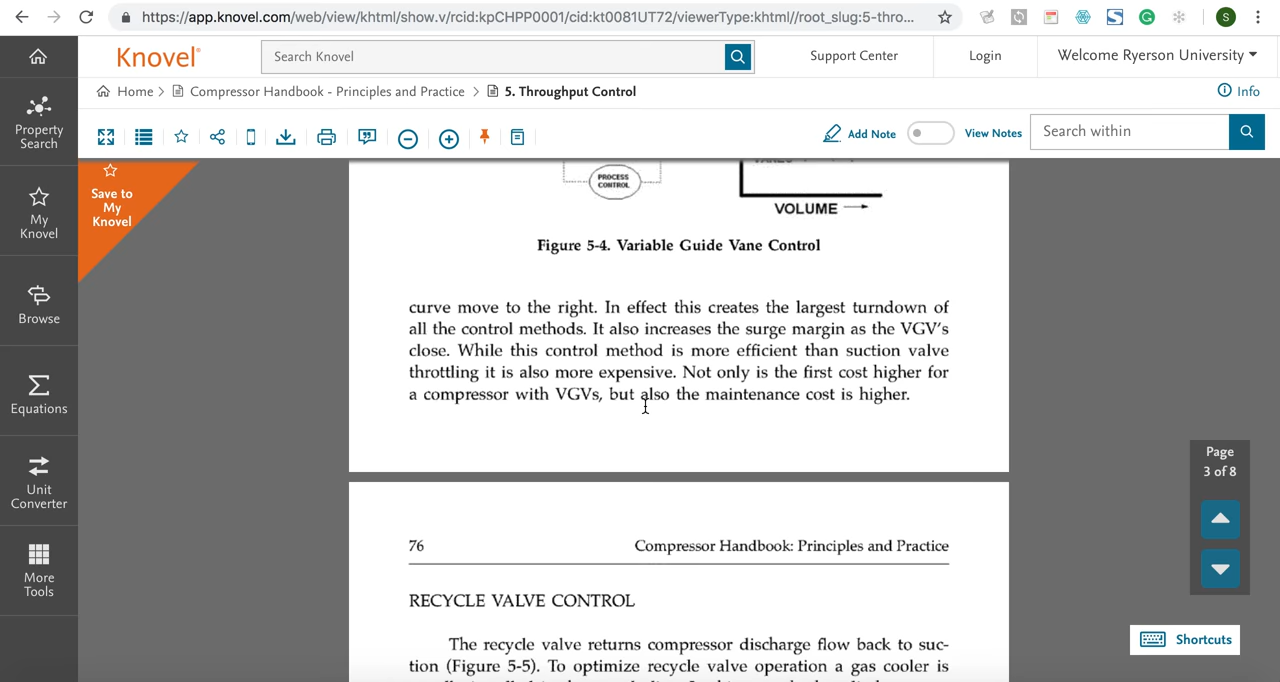 https://app.knovel.com/web/view/khtml/show.v/rcid:kpCHPP0001/cid:kt0081UT72/viewerType:khtml//root_slug:5-thro...
S
Knovel®
Search Knovel
Support Center
Login
Welcome Ryerson University
Home > Compressor Handbook - Principles and Practice > 5. Throughput Control
Info
Property Search
My Knovel
Browse
Equations
Unit Converter
More Tools
Add Note
View Notes
Search within
Save to
My
Knovel
PROCESS
CONTROL
VOLUME
Figure 5-4. Variable Guide Vane Control
curve move to the right. In effect this creates the largest turndown of
all the control methods. It also increases the surge margin as the VGV's
close. While this control method is more efficient than suction valve
throttling it is also more expensive. Not only is the first cost higher for
a compressor with VGVs, but also the maintenance cost is higher.
Page
3 of 8
76 Compressor Handbook: Principles and Practice
RECYCLE VALVE CONTROL
The recycle valve returns compressor discharge flow back to suc-
tion (Figure 5-5). To optimize recycle valve operation a gas cooler is
Shortcuts